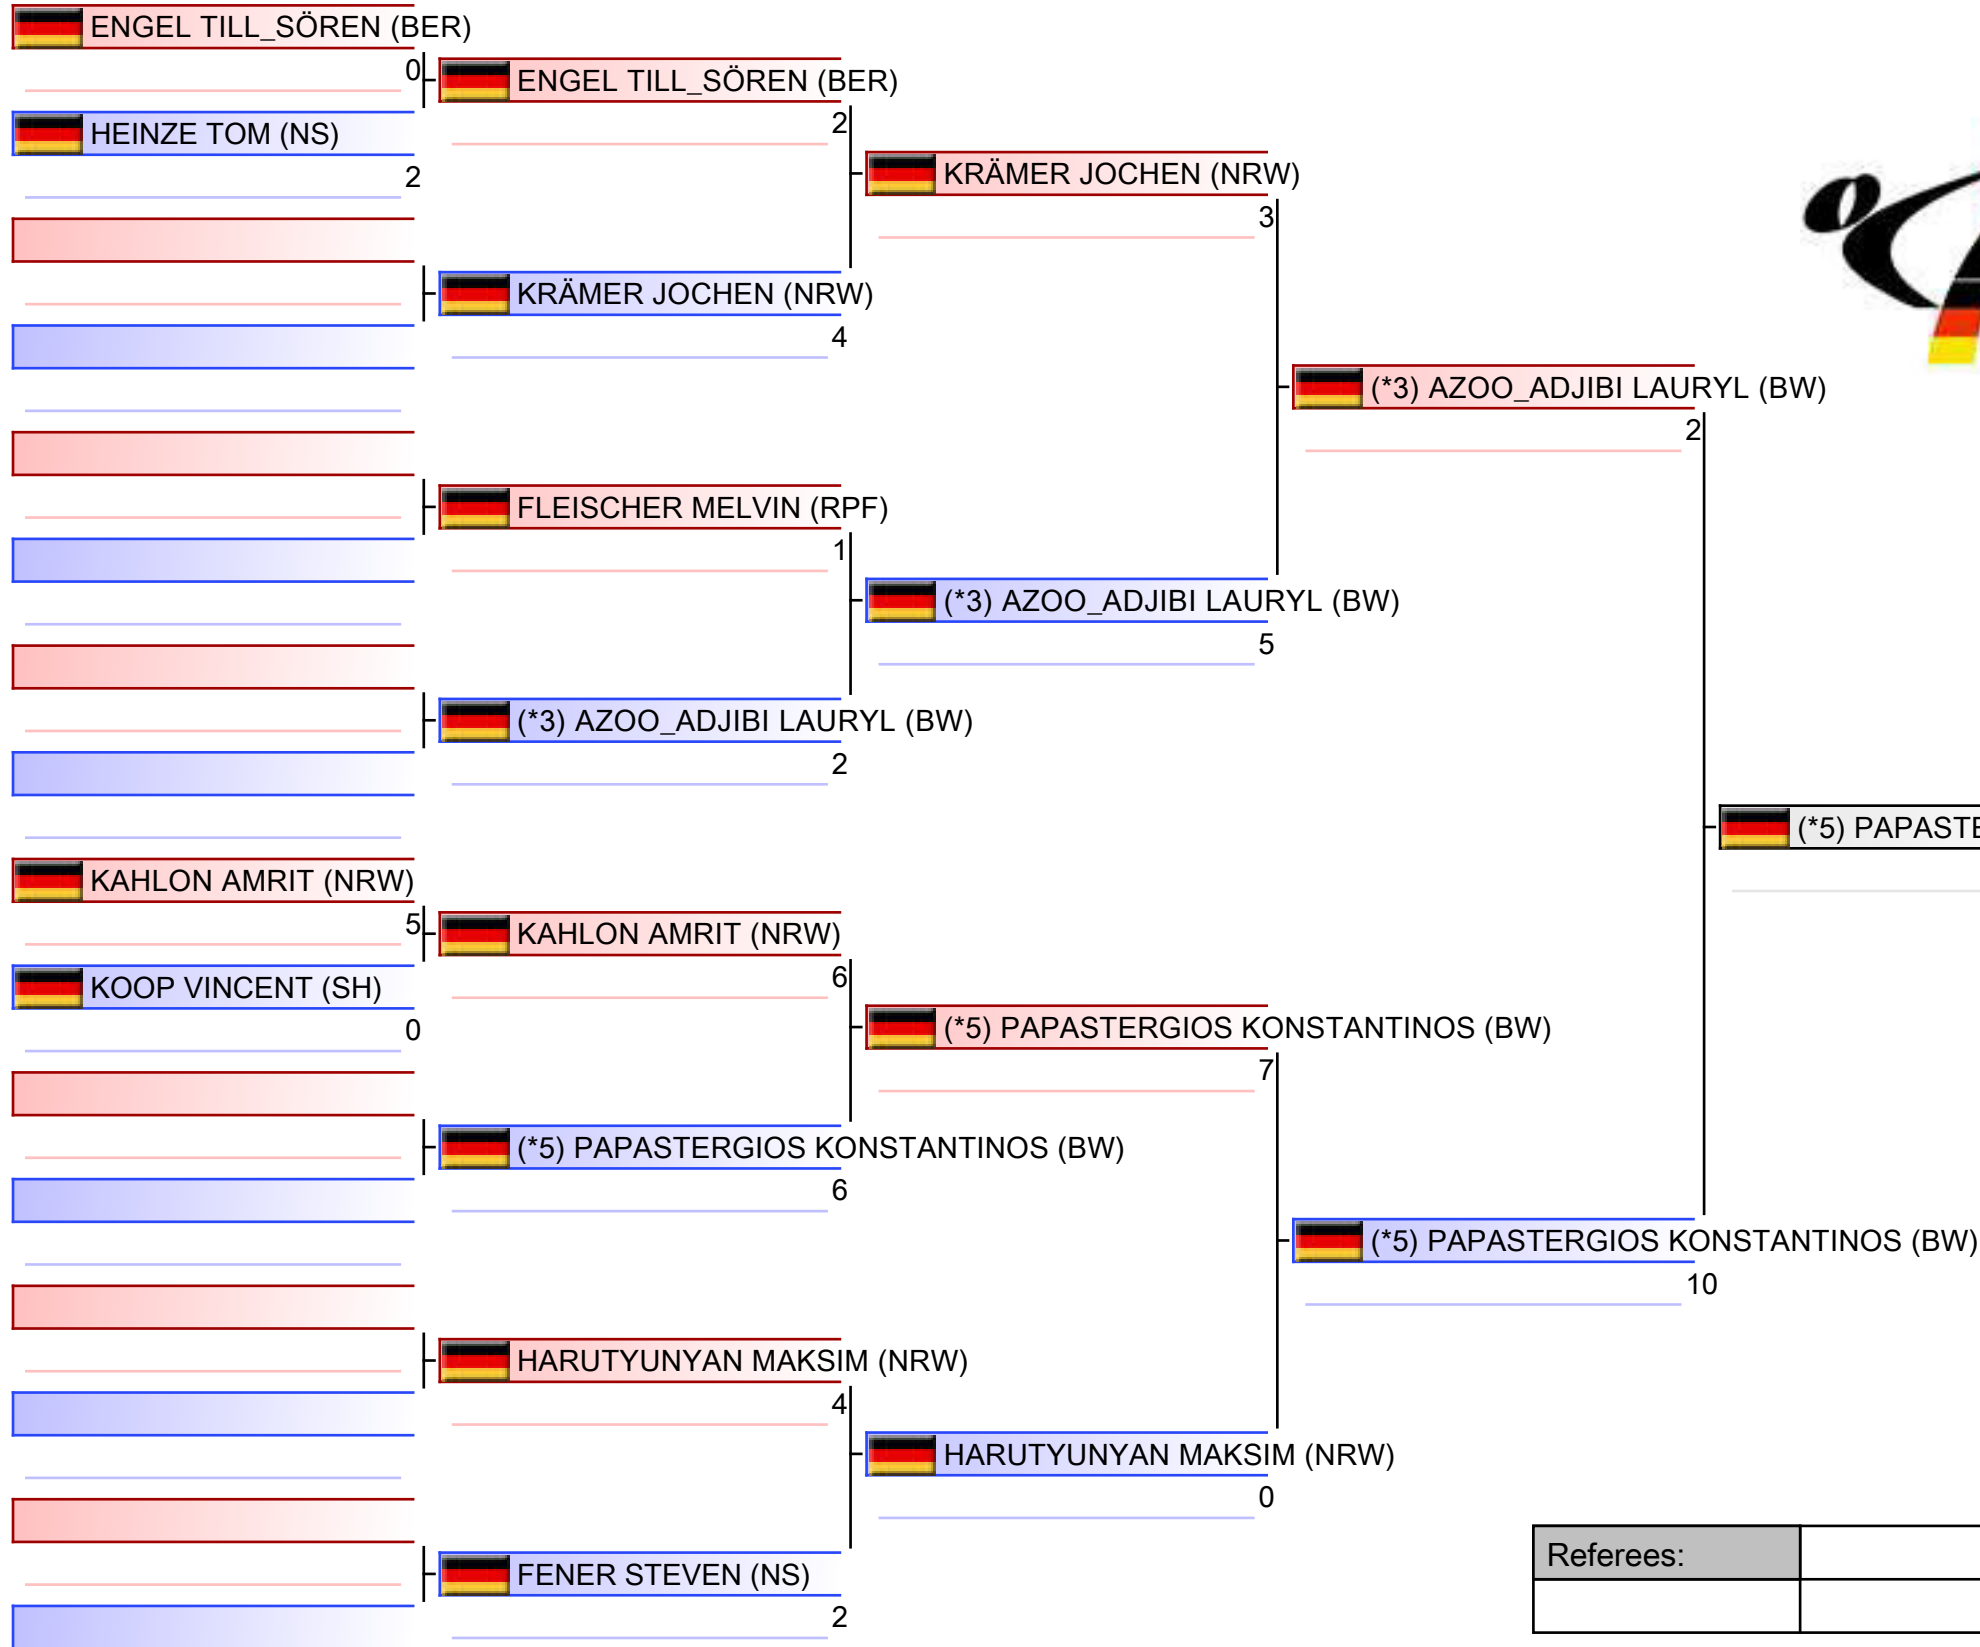 ENGEL TILL_SÖREN (BER)
0
HEINZE TOM (NS)
2
ENGEL TILL_SÖREN (BER)
2
KRÄMER JOCHEN (NRW)
4
KRÄMER JOCHEN (NRW)
3
FLEISCHER MELVIN (RPF)
1
(*3) AZOO_ADJIBI LAURYL (BW)
2
(*3) AZOO_ADJIBI LAURYL (BW)
5
(*3) AZOO_ADJIBI LAURYL (BW)
2
KAHLON AMRIT (NRW)
5
KOOP VINCENT (SH)
0
KAHLON AMRIT (NRW)
6
(*5) PAPASTERGIOS KONSTANTINOS (BW)
6
(*5) PAPASTERGIOS KONSTANTINOS (BW)
7
HARUTYUNYAN MAKSIM (NRW)
4
FENER STEVEN (NS)
2
HARUTYUNYAN MAKSIM (NRW)
0
(*5) PAPASTERGIOS KONSTANTINOS (BW)
10
(*5) PAPASTE
Referees: